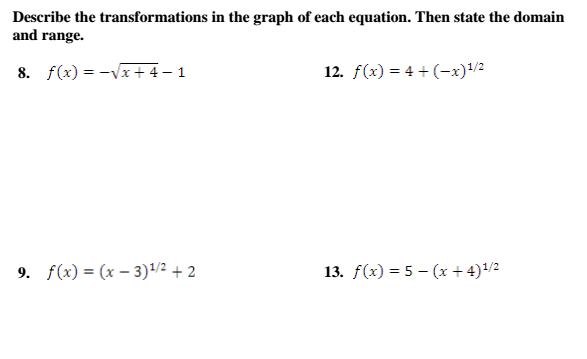 Describe the transformations in the graph of each equation. Then state the domain
and range.
8. f(x) = −√(x + 4) − 1
12. f(x) = 4 + (−x)^{1/2}
9. f(x) = (x − 3)^{1/2} + 2
13. f(x) = 5 − (x + 4)^{1/2}